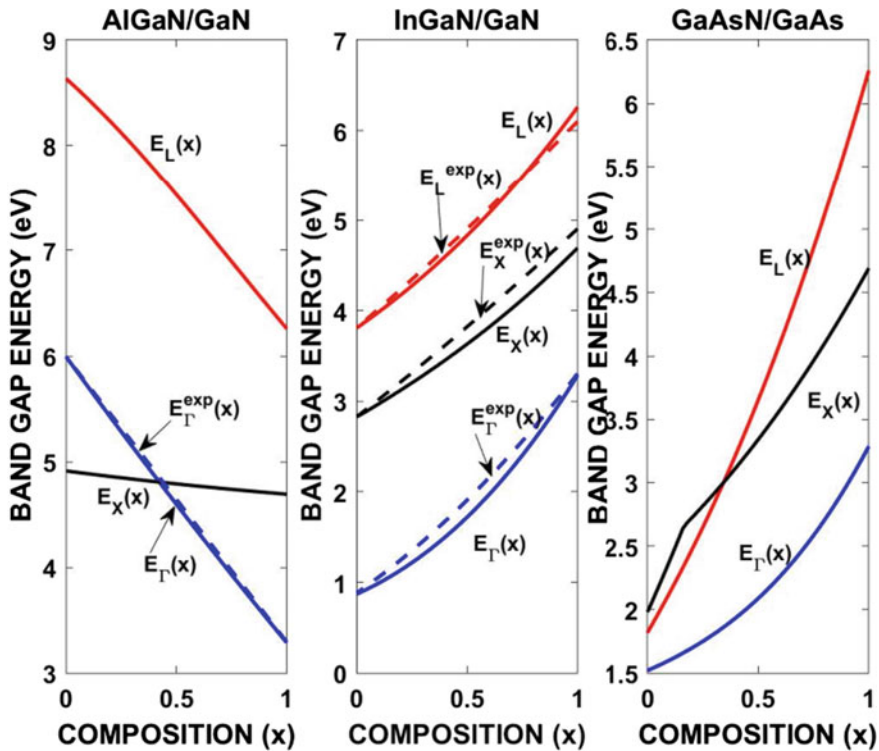 AlGaN/GaN
BAND GAP ENERGY (eV)
9
8
7
6
5
4
3
E_L(x)
E_Γ^exp(x)
E_X(x)
E_Γ(x)
0
0.5
1
COMPOSITION (x)
InGaN/GaN
BAND GAP ENERGY (eV)
7
6
5
4
3
2
1
0
E_L(x)
E_L^exp(x)
E_X^exp(x)
E_X(x)
E_Γ^exp(x)
E_Γ(x)
0
0.5
1
COMPOSITION (x)
GaAsN/GaAs
BAND GAP ENERGY (eV)
6.5
6
5.5
5
4.5
4
3.5
3
2.5
2
1.5
E_L(x)
E_X(x)
E_Γ(x)
0
0.5
1
COMPOSITION (x)